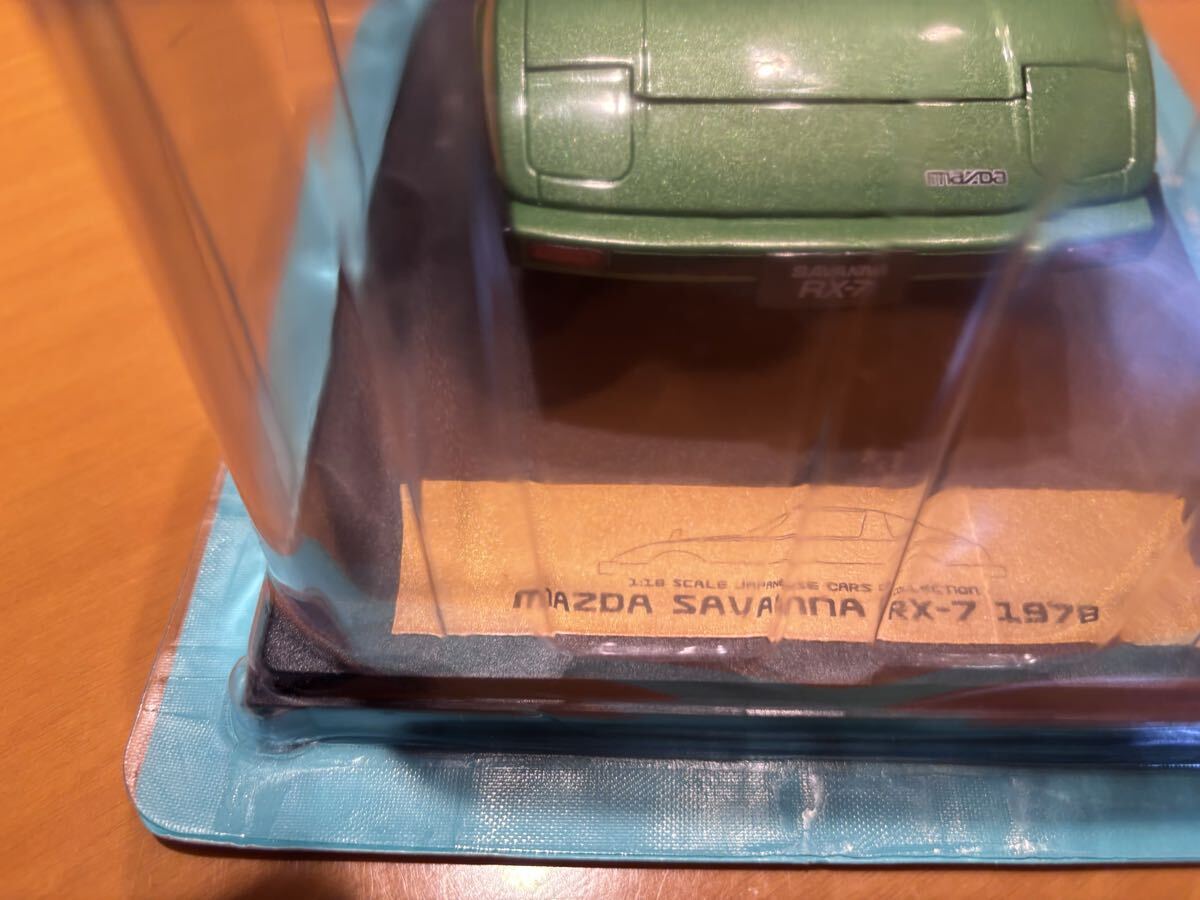 mazda
SAVANNA
RX-7
1:18 SCALE JAPANESE CARS COLLECTION
MAZDA SAVANNA RX-7 1978